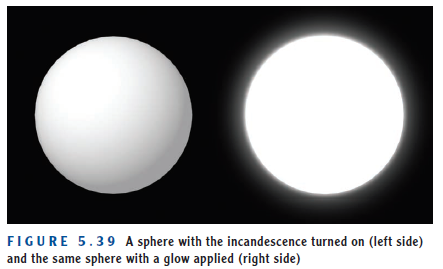 FIGURE 5.39 A sphere with the incandescence turned on (left side)
and the same sphere with a glow applied (right side)